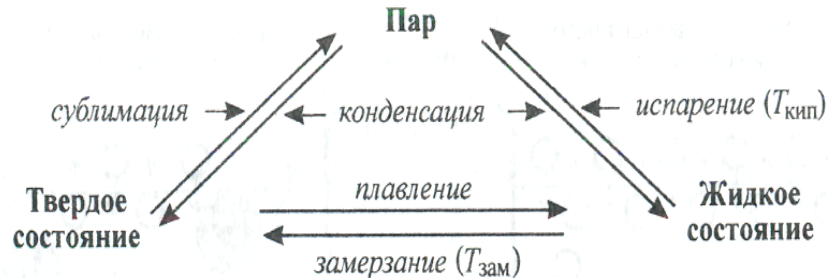 Пар
сублимация
конденсация
испарение (Tкип)
Твердое
состояние
плавление
Жидкое
состояние
замерзание (Tзам)